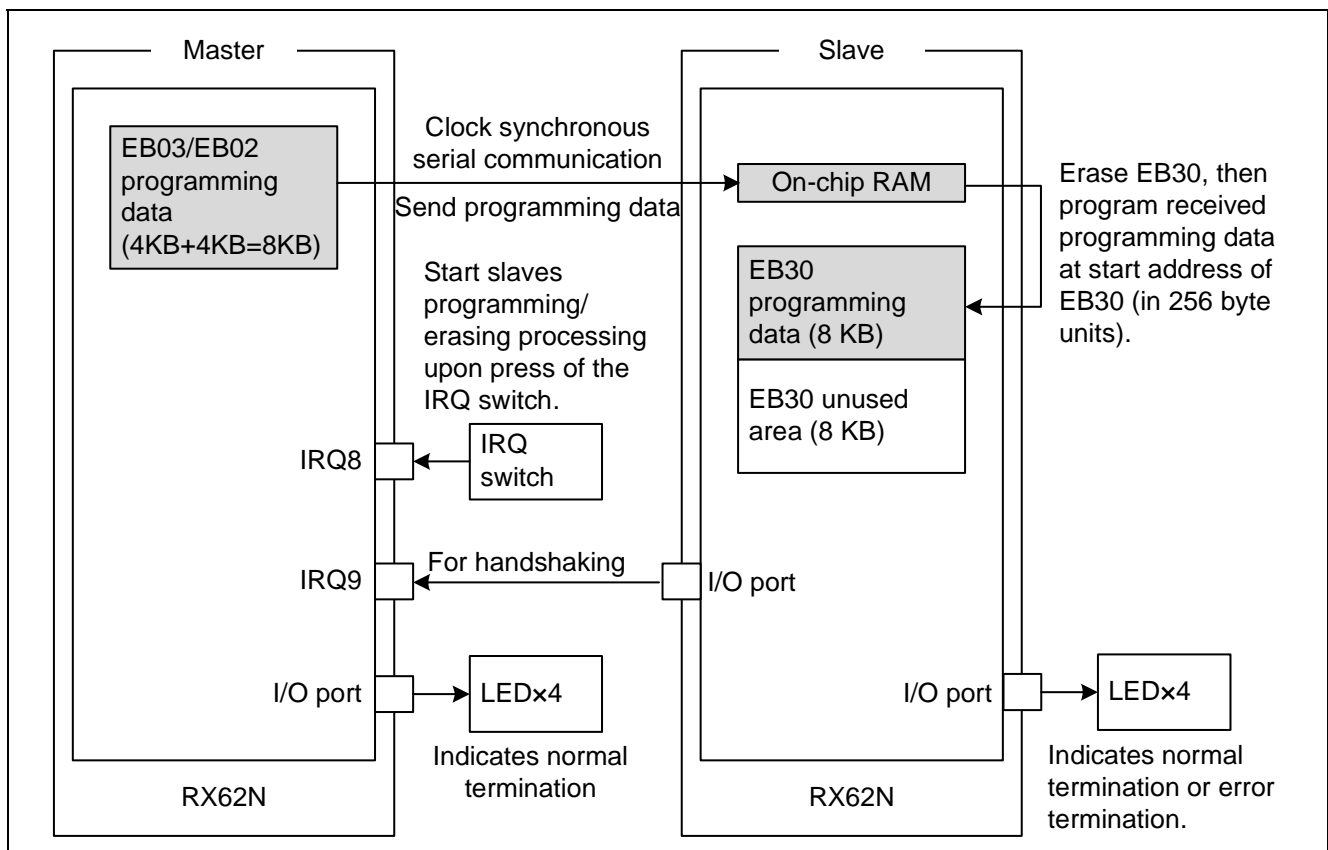 Master
Slave
EB03/EB02
programming
data
(4KB+4KB=8KB)
Clock synchronous
serial communication
Send programming data
Start slaves
programming/
erasing processing
upon press of the
IRQ switch.
On-chip RAM
Erase EB30, then
program received
programming data
at start address of
EB30 (in 256 byte
units).
EB30
programming
data (8 KB)
EB30 unused
area (8 KB)
IRQ8
IRQ
switch
IRQ9
For handshaking
I/O port
I/O port
LED×4
Indicates normal
termination
I/O port
LED×4
Indicates normal
termination or error
termination.
RX62N
RX62N